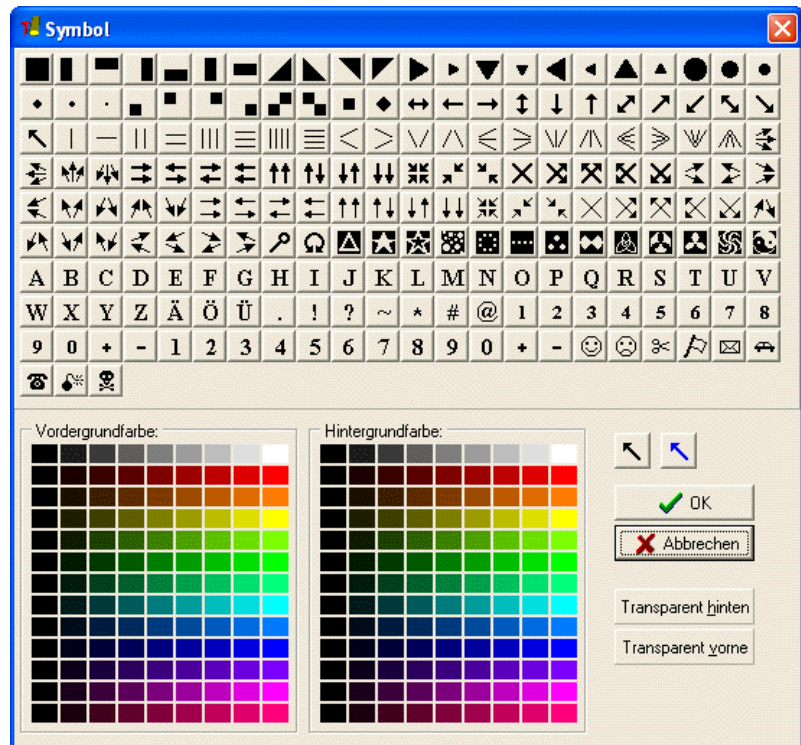 Symbol
A B C D E F G H I J K L M N O P Q R S T U V
W X Y Z Ä Ö Ü . ! ? ~ * # @ 1 2 3 4 5 6 7 8
9 0 + - 1 2 3 4 5 6 7 8 9 0 + -
Vordergrundfarbe:
Hintergrundfarbe:
OK
Abbrechen
Transparent hinten
Transparent vorne